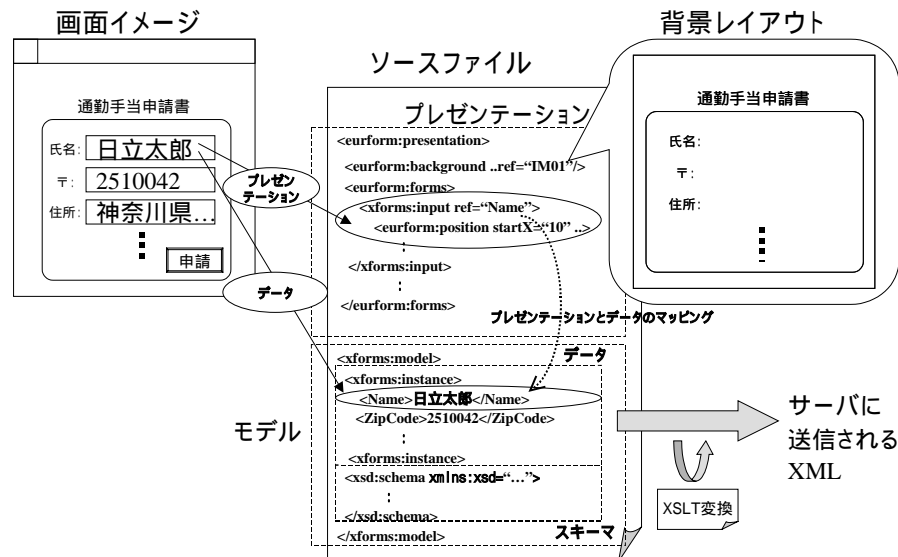 画面イメージ
背景レイアウト
ソースファイル
通勤手当申請書
氏名: 日立太郎
〒: 2510042
住所: 神奈川県...
申請
プレゼン
テーション
データ
プレゼンテーション
<eurform:presentation>
<eurform:background ..ref=“IM01”/>
<eurform:forms>
<xforms:input ref=“Name”>
<eurform:position startX=“10” ..>
:
</xforms:input>
:
</eurform:forms>
プレゼンテーションとデータのマッピング
通勤手当申請書
氏名:
〒:
住所:
モデル
データ
<xforms:model>
<xforms:instance>
<Name>日立太郎</Name>
<ZipCode>2510042</ZipCode>
:
<xforms:instance>
<xsd:schema xmlns:xsd=“…”>
:
</xsd:schema>
スキーマ
</xforms:model>
サーバに
送信される
XML
XSLT変換